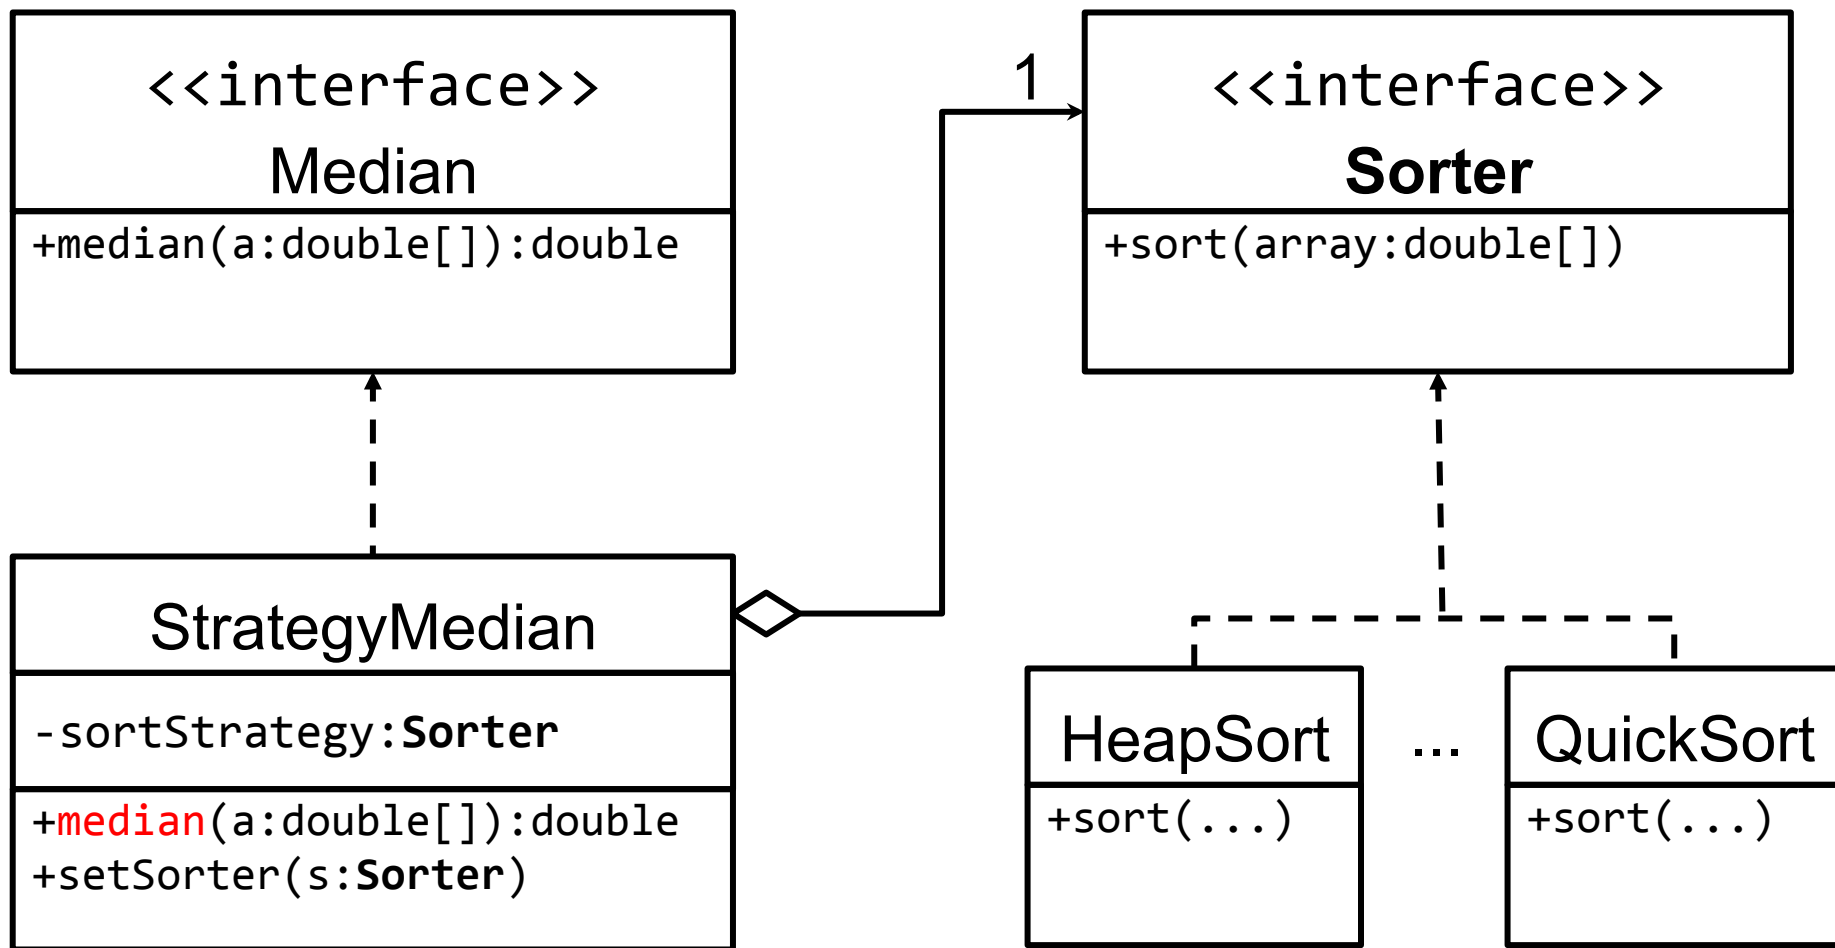 <<interface>>
Median
+median(a:double[]):double
1
<<interface>>
Sorter
+sort(array:double[])
StrategyMedian
-sortStrategy:Sorter
+median(a:double[]):double
+setSorter(s:Sorter)
HeapSort
+sort(...)
...
QuickSort
+sort(...)